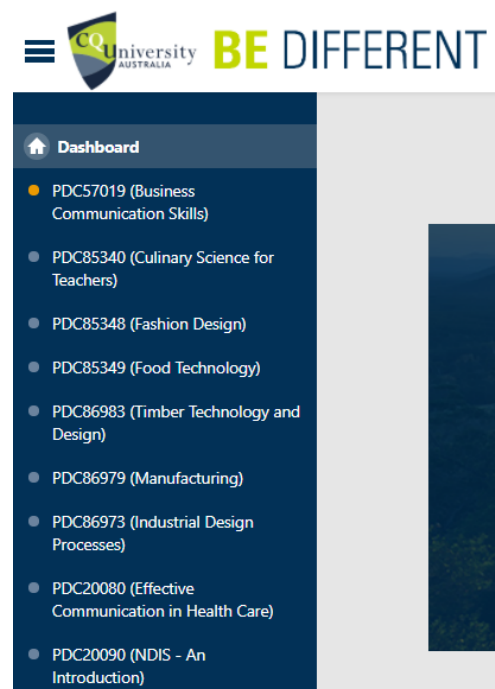 CQUniversity
AUSTRALIA
BE DIFFERENT
Dashboard
PDC57019 (Business
Communication Skills)
PDC85340 (Culinary Science for
Teachers)
PDC85348 (Fashion Design)
PDC85349 (Food Technology)
PDC86983 (Timber Technology and
Design)
PDC86979 (Manufacturing)
PDC86973 (Industrial Design
Processes)
PDC20080 (Effective
Communication in Health Care)
PDC20090 (NDIS - An
Introduction)